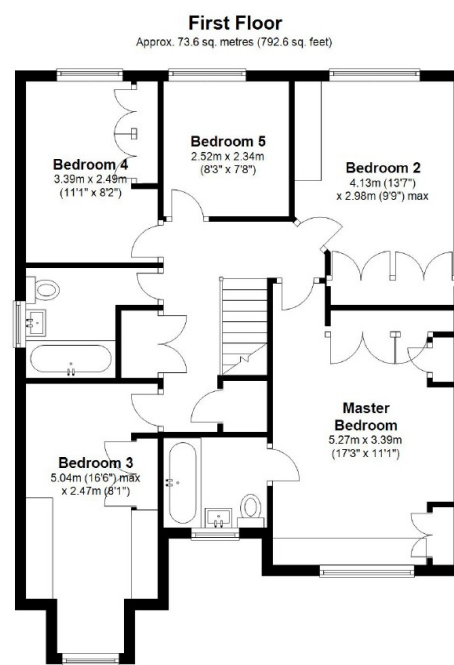 First Floor
Approx. 73.6 sq. metres (792.6 sq. feet)
Bedroom 4
3.39m x 2.49m
(11'1" x 8'2")
Bedroom 5
2.52m x 2.34m
(8'3" x 7'8")
Bedroom 2
4.13m (13'7")
x 2.98m (9'9") max
Master
Bedroom
5.27m x 3.39m
(17'3" x 11'1")
Bedroom 3
5.04m (16'6") max
x 2.47m (8'1")